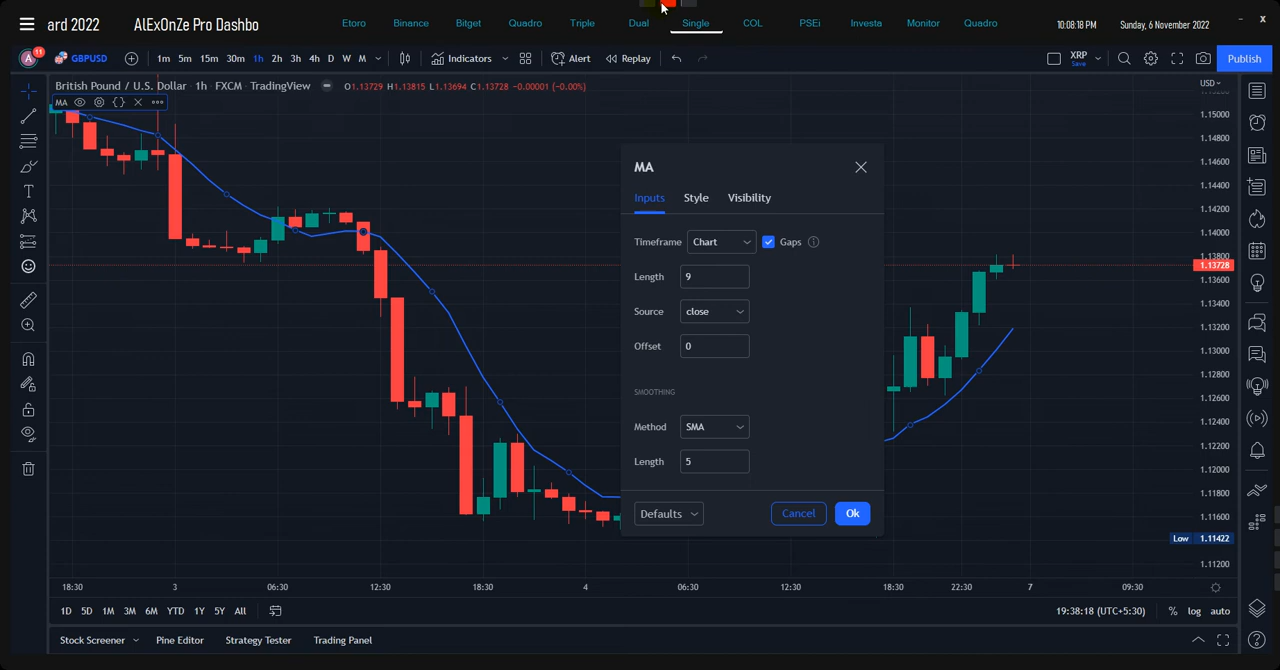 ard 2022 AlExOnZe Pro Dashbo Etoro Binance Bitget Quadro Triple Dual Single COL PSEi Investa Monitor Quadro 10:08:18 PM Sunday, 6 November 2022 – X
A 11 GBPUSD 1m 5m 15m 30m 1h 2h 3h 4h D W M Indicators Alert Replay XRP Save Publish
British Pound / U.S. Dollar · 1h · FXCM · TradingView O1.13729 H1.13815 L1.13694 C1.13728 -0.00001 (-0.00%) USD
MA
1.15000
1.14800
1.14600
1.14400
1.14200
1.14000
1.13800
1.13728
1.13600
1.13400
1.13200
1.13000
1.12800
1.12600
1.12400
1.12200
1.12000
1.11800
1.11600
Low 1.11422
1.11200
MA
Inputs Style Visibility
Timeframe Chart Gaps
Length 9
Source close
Offset 0
SMOOTHING
Method SMA
Length 5
Defaults Cancel Ok
18:30 3 06:30 12:30 18:30 4 06:30 12:30 18:30 22:30 7 09:30
1D 5D 1M 3M 6M YTD 1Y 5Y All 19:38:18 (UTC+5:30) % log auto
Stock Screener Pine Editor Strategy Tester Trading Panel